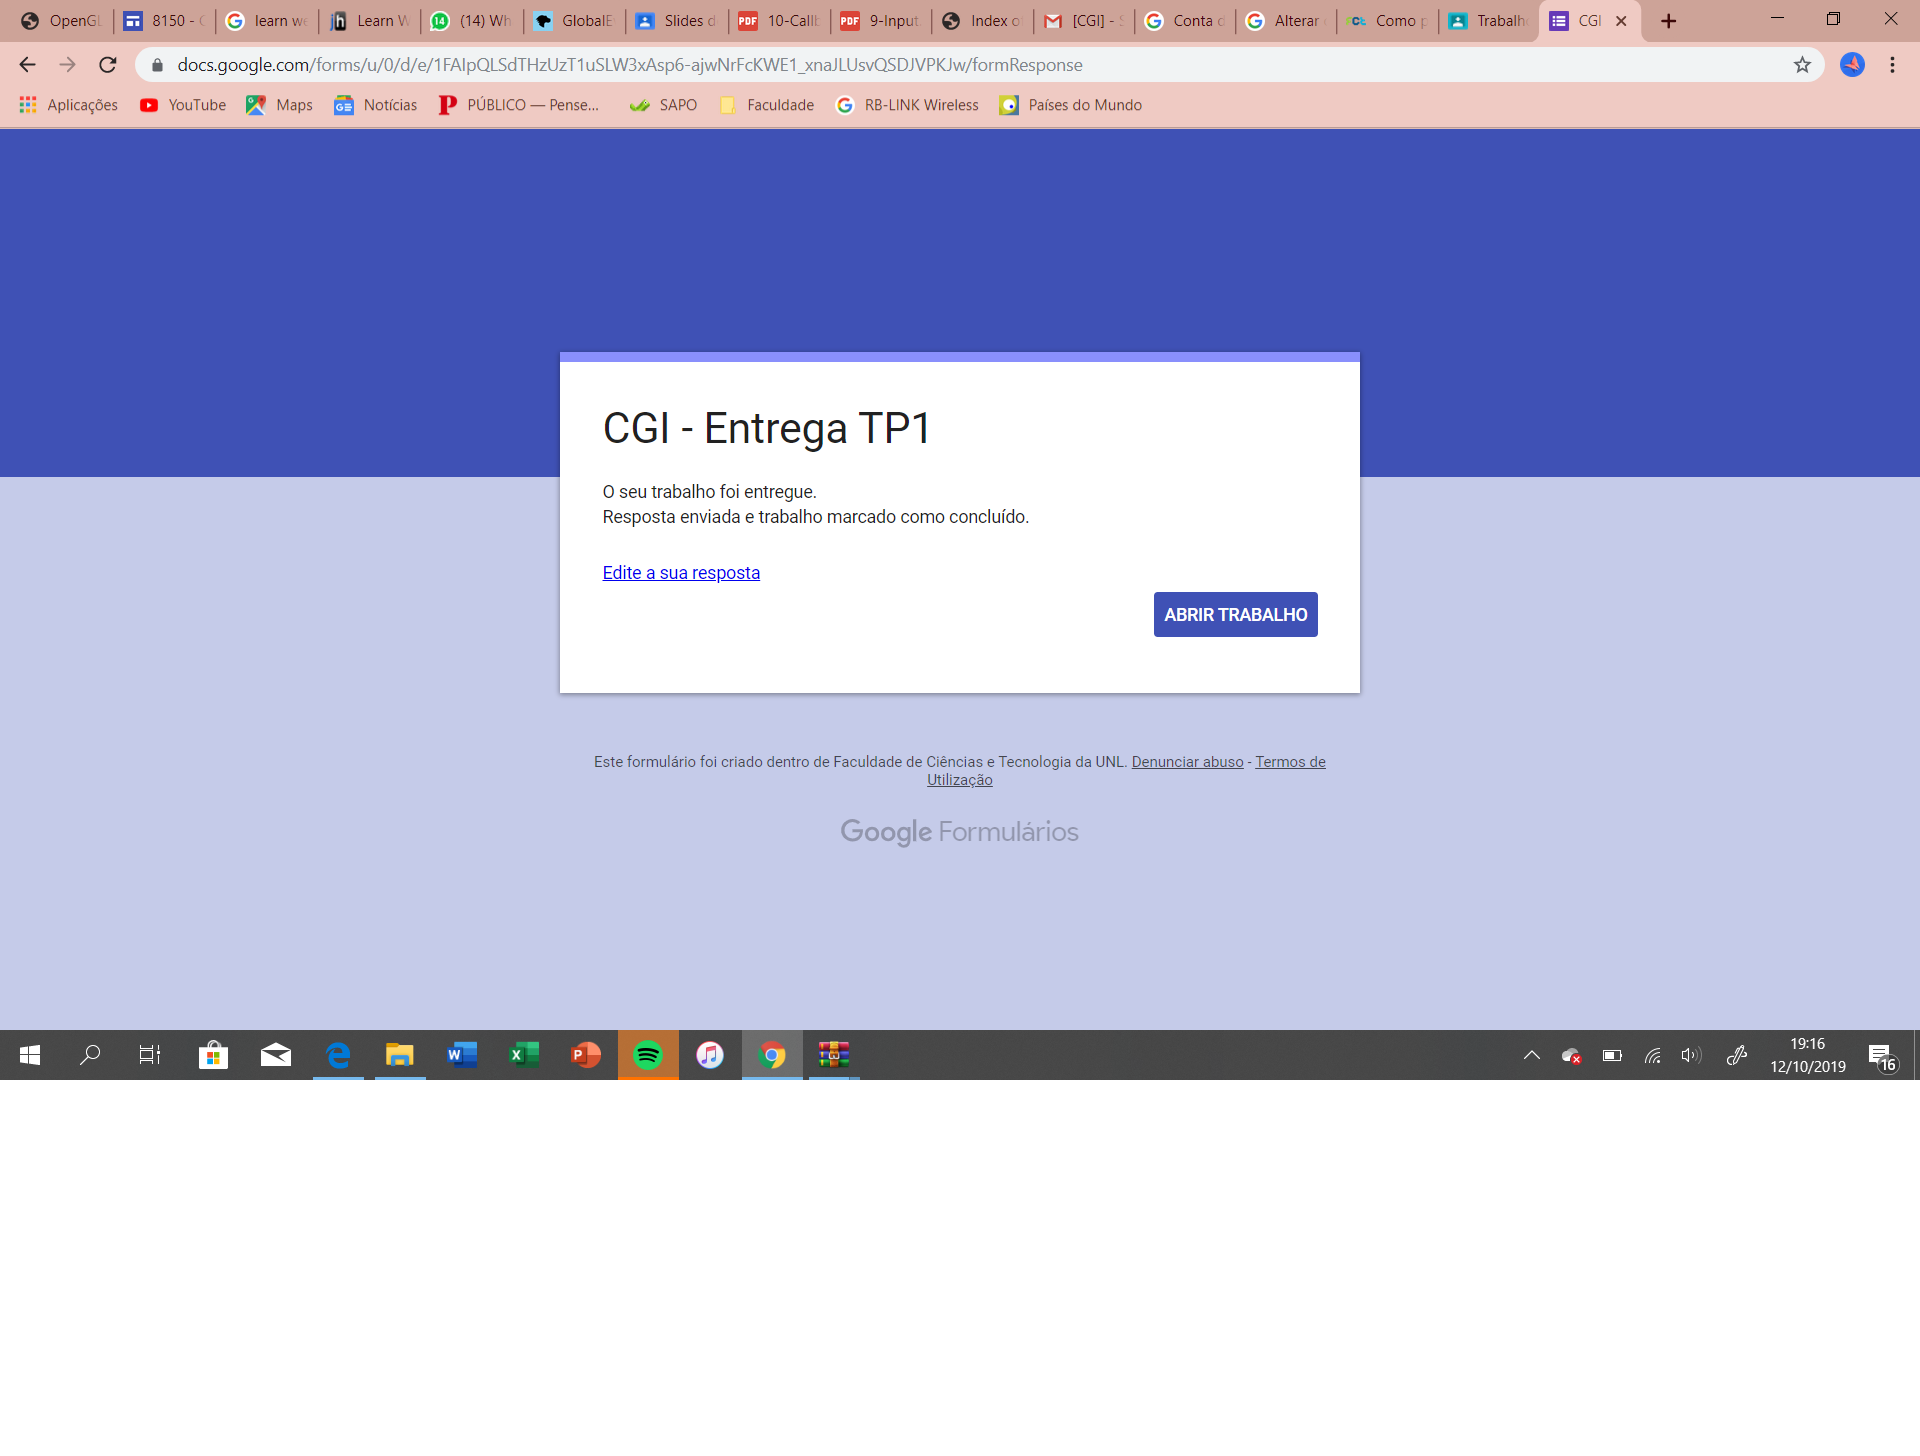 OpenGL
8150 -
learn we
Learn W
(14) Wh
GlobalE
Slides d
10-Callb
9-Input.
Index o
[CGI] - S
Conta d
Alterar
Como p
Trabalho
CGI
docs.google.com/forms/u/0/d/e/1FAIpQLSdTHzUzT1uSLW3xAsp6-ajwNrFcKWE1_xnaJLUsvQSDJVPKJw/formResponse
Aplicações
YouTube
Maps
Notícias
PÚBLICO — Pense...
SAPO
Faculdade
RB-LINK Wireless
Países do Mundo
CGI - Entrega TP1
O seu trabalho foi entregue.
Resposta enviada e trabalho marcado como concluído.
Edite a sua resposta
ABRIR TRABALHO
Este formulário foi criado dentro de Faculdade de Ciências e Tecnologia da UNL. Denunciar abuso - Termos de
Utilização
Google Formulários
19:16
12/10/2019
16